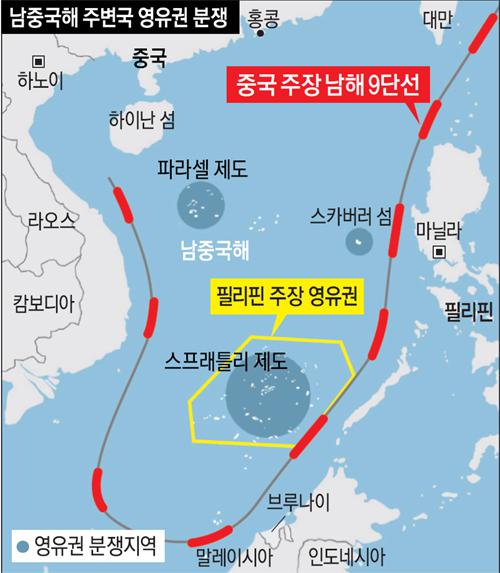 남중국해 주변국 영유권 분쟁
홍콩
대만
하노이
중국
중국 주장 남해 9단선
하이난 섬
파라셀 제도
스카버러 섬
라오스
마닐라
남중국해
캄보디아
필리핀 주장 영유권
필리핀
스프래틀리 제도
브루나이
영유권 분쟁지역
말레이시아
인도네시아